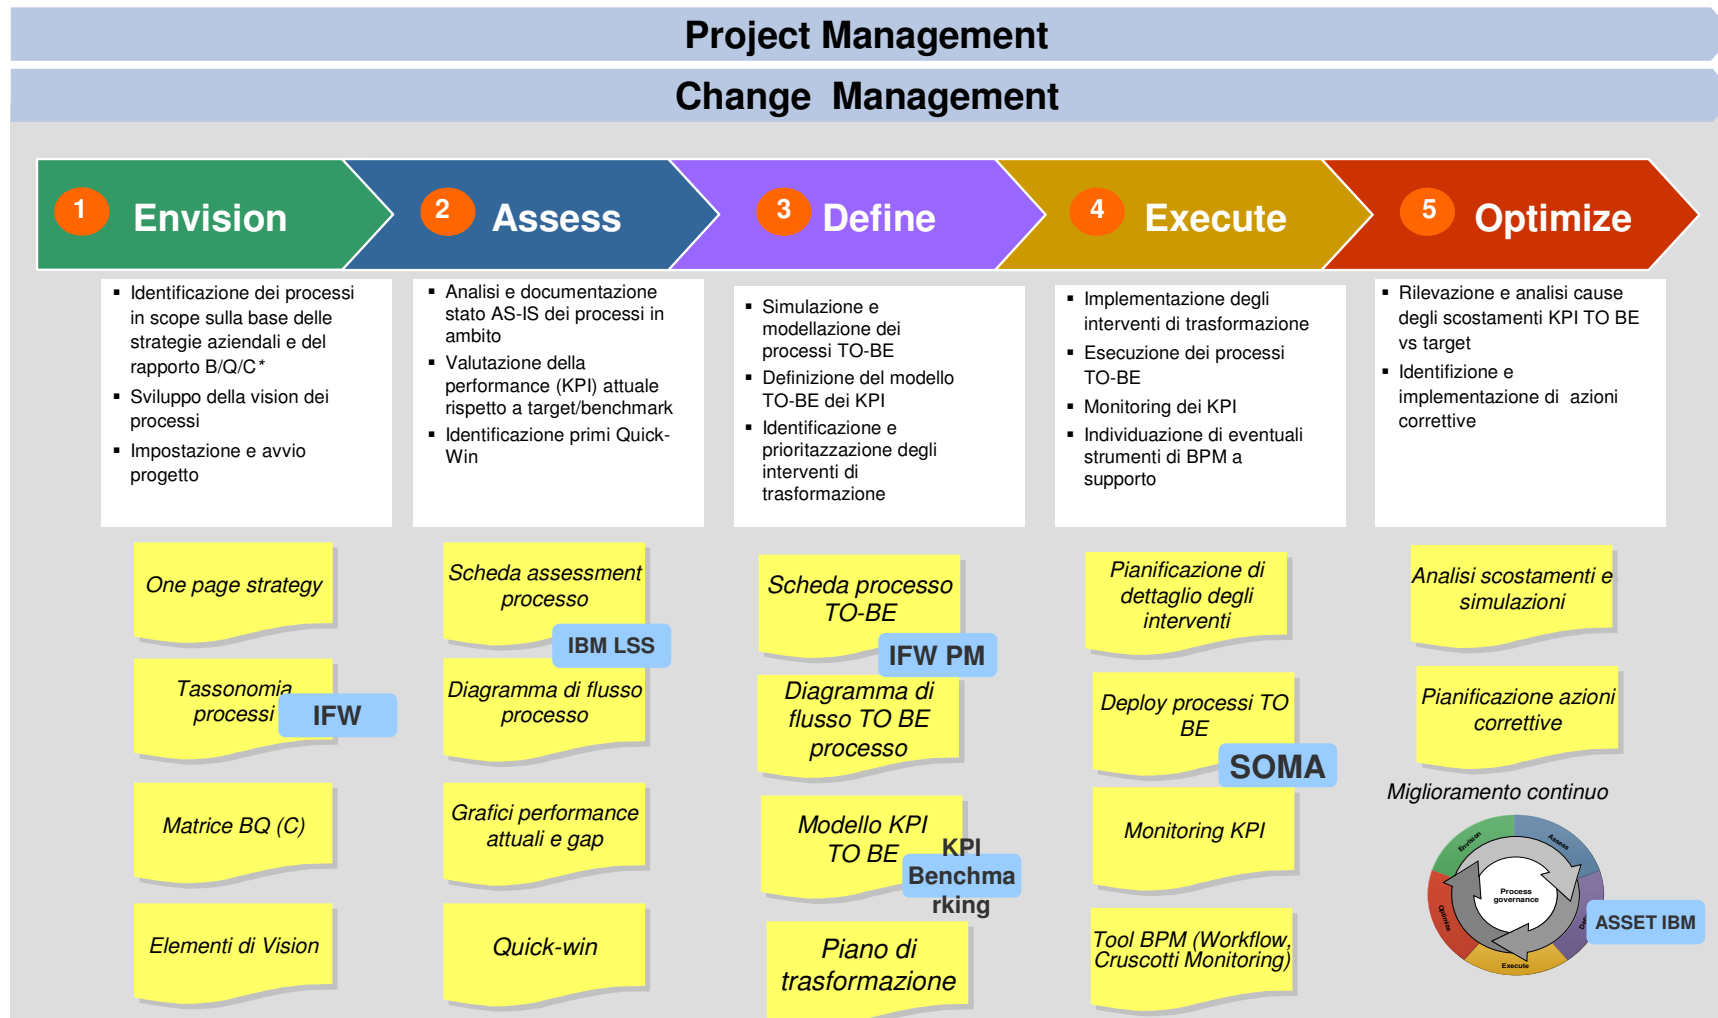 Project Management
Change  Management
1
Envision
2
Assess
3
Define
4
Execute
5
Optimize
▪ Identificazione dei processi
in scope sulla base delle
strategie aziendali e del
rapporto B/Q/C*
▪ Sviluppo della vision dei
processi
▪ Impostazione e avvio
progetto
▪ Analisi e documentazione
stato AS-IS dei processi in
ambito
▪ Valutazione della
performance (KPI) attuale
rispetto a target/benchmark
▪ Identificazione primi Quick-
Win
▪ Simulazione e
modellazione dei
processi TO-BE
▪ Definizione del modello
TO-BE dei KPI
▪ Identificazione e
prioritazzazione degli
interventi di
trasformazione
▪ Implementazione degli
interventi di trasformazione
▪ Esecuzione dei processi
TO-BE
▪ Monitoring dei KPI
▪ Individuazione di eventuali
strumenti di BPM a
supporto
▪ Rilevazione e analisi cause
degli scostamenti KPI TO BE
vs target
▪ Identifizione e
implementazione di  azioni
correttive
One page strategy
Tassonomia
processi
IFW
Matrice BQ (C)
Elementi di Vision
Scheda assessment
processo
IBM LSS
Diagramma di flusso
processo
Grafici performance
attuali e gap
Quick-win
Scheda processo
TO-BE
IFW PM
Diagramma di
flusso TO BE
processo
Modello KPI
TO BE
KPI
Benchma
rking
Piano di
trasformazione
Pianificazione di
dettaglio degli
interventi
Deploy processi TO
BE
SOMA
Monitoring KPI
Tool BPM (Workflow,
Cruscotti Monitoring)
Analisi scostamenti e
simulazioni
Pianificazione azioni
correttive
Miglioramento continuo
Envision
Assess
Process
governance
Optimize
Execute
ASSET IBM